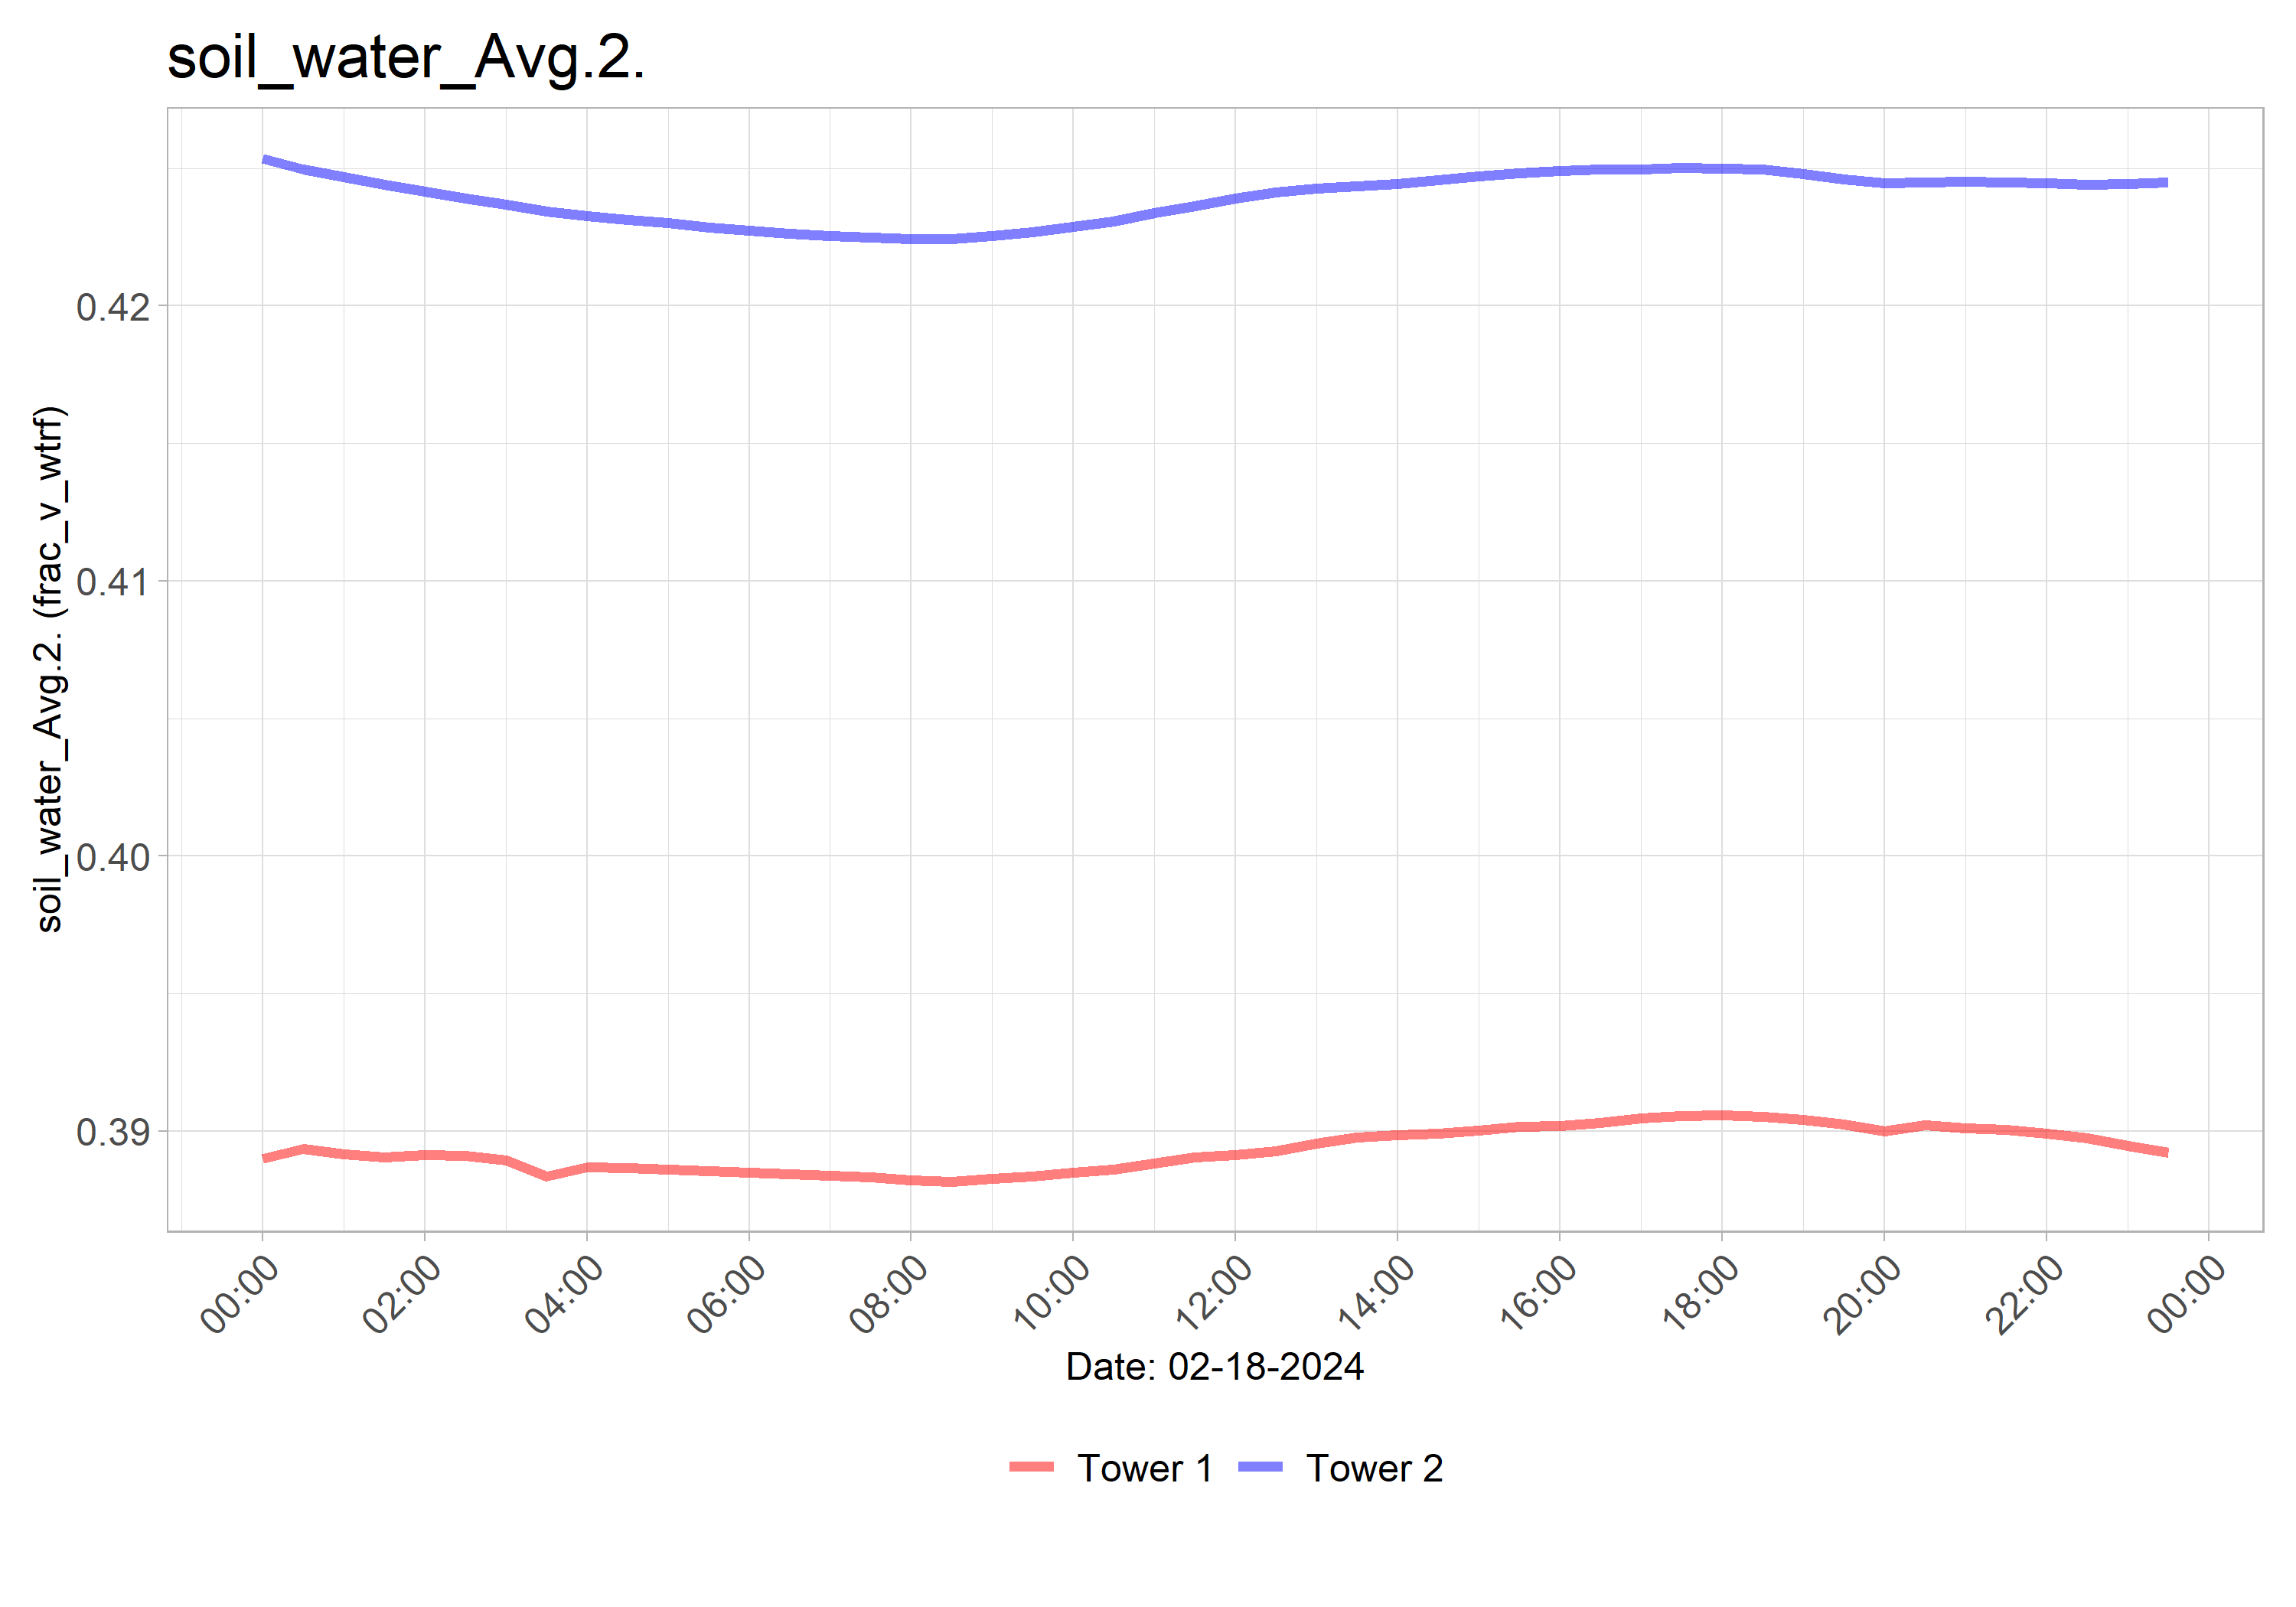 soil_water_Avg.2.
soil_water_Avg.2. (frac_v_wtrf)
0.42
0.41
0.40
0.39
00:00 02:00 04:00 06:00 08:00 10:00 12:00 14:00 16:00 18:00 20:00 22:00 00:00
Date: 02-18-2024
Tower 1 Tower 2